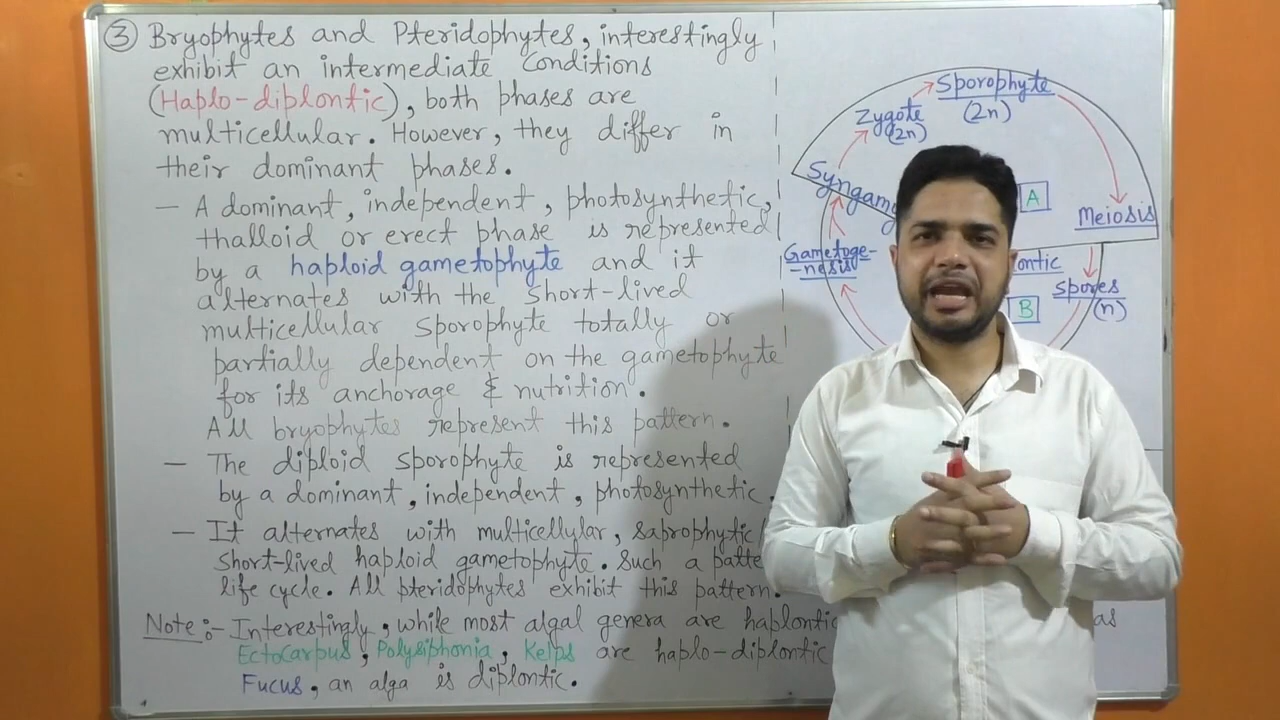 ③ Bryophytes and Pteridophytes, interestingly
exhibit an intermediate Conditions
(Haplo-diplontic), both phases are
multicellular. However, they differ in
their dominant phases.
- A dominant, independent, photosynthetic,
thalloid or erect phase is represented
by a haploid gametophyte and it
alternates with the short-lived
multicellular sporophyte totally or
partially dependent on the gametophyte
for its anchorage & nutrition.
All bryophytes represent this pattern.
- The diploid sporophyte is represented
by a dominant, independent, photosynthetic.
- It alternates with multicellular, saprophytic/
short-lived haploid gametophyte. Such a
life cycle. All pteridophytes exhibit this pattern.
Note:- Interestingly, while most algal genera are haplontic as
Ectocarpus, Polysiphonia, Kelps are haplo-diplontic
Fucus, an alga is diplontic.
Sporophyte
(2n)
Zygote
(2n)
Syngamy
A
Meiosis
Gametoge-
-nesis
B
spores
(n)